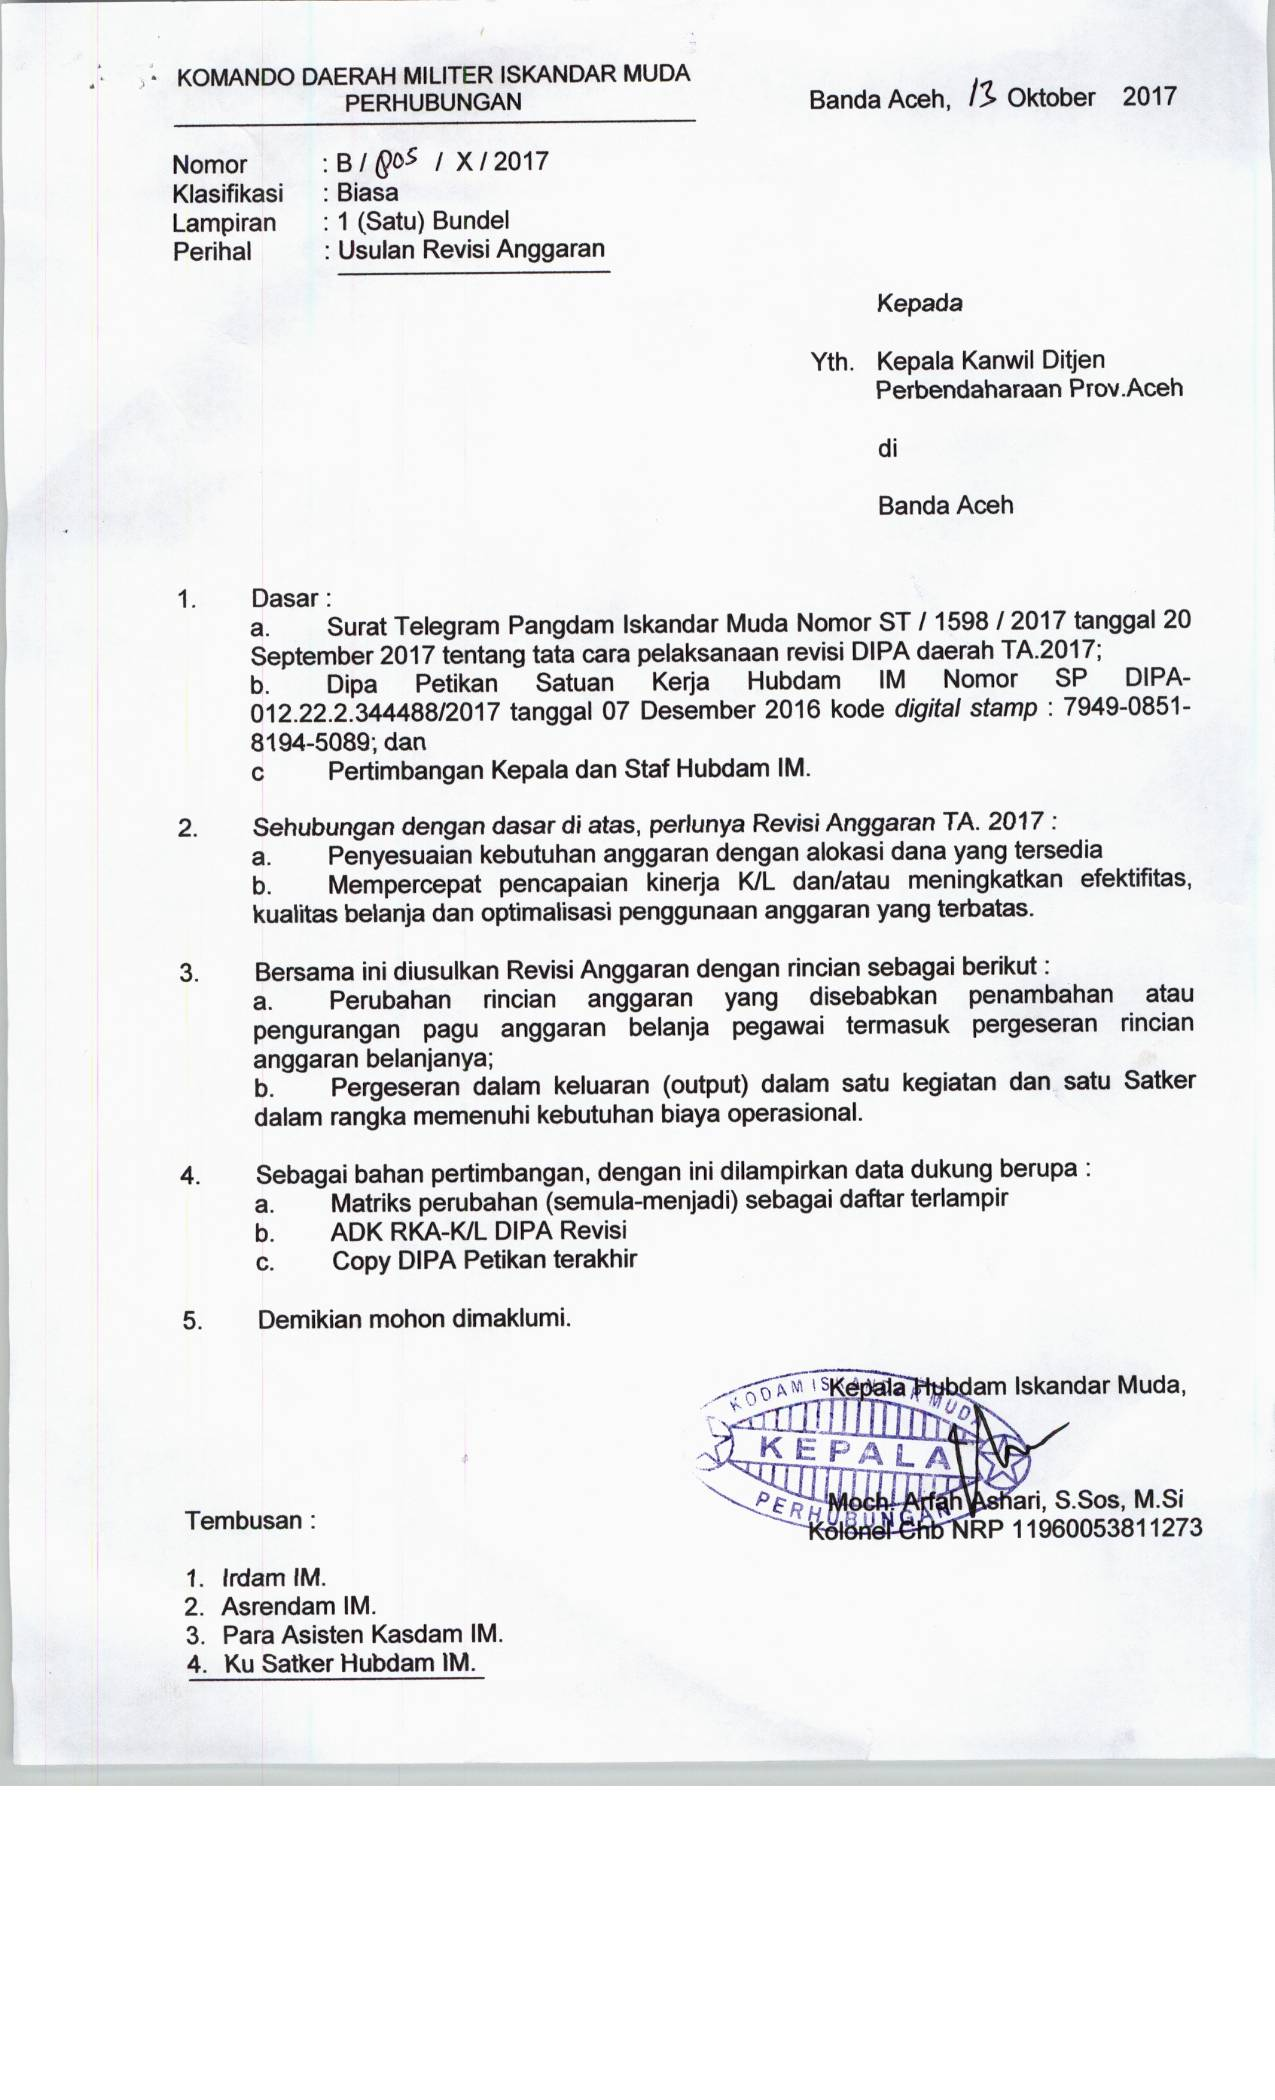 KOMANDO DAERAH MILITER ISKANDAR MUDA
PERHUBUNGAN
Banda Aceh, 13 Oktober 2017
Nomor : B / 805 / X / 2017
Klasifikasi : Biasa
Lampiran : 1 (Satu) Bundel
Perihal : Usulan Revisi Anggaran
Kepada
Yth. Kepala Kanwil Ditjen
Perbendaharaan Prov.Aceh
di
Banda Aceh
1. Dasar :
a. Surat Telegram Pangdam Iskandar Muda Nomor ST / 1598 / 2017 tanggal 20
September 2017 tentang tata cara pelaksanaan revisi DIPA daerah TA.2017;
b. Dipa Petikan Satuan Kerja Hubdam IM Nomor SP DIPA-
012.22.2.344488/2017 tanggal 07 Desember 2016 kode digital stamp : 7949-0851-
8194-5089; dan
c Pertimbangan Kepala dan Staf Hubdam IM.
2. Sehubungan dengan dasar di atas, perlunya Revisi Anggaran TA. 2017 :
a. Penyesuaian kebutuhan anggaran dengan alokasi dana yang tersedia
b. Mempercepat pencapaian kinerja K/L dan/atau meningkatkan efektifitas,
kualitas belanja dan optimalisasi penggunaan anggaran yang terbatas.
3. Bersama ini diusulkan Revisi Anggaran dengan rincian sebagai berikut :
a. Perubahan rincian anggaran yang disebabkan penambahan atau
pengurangan pagu anggaran belanja pegawai termasuk pergeseran rincian
anggaran belanjanya;
b. Pergeseran dalam keluaran (output) dalam satu kegiatan dan satu Satker
dalam rangka memenuhi kebutuhan biaya operasional.
4. Sebagai bahan pertimbangan, dengan ini dilampirkan data dukung berupa :
a. Matriks perubahan (semula-menjadi) sebagai daftar terlampir
b. ADK RKA-K/L DIPA Revisi
c. Copy DIPA Petikan terakhir
5. Demikian mohon dimaklumi.
Kepala Hubdam Iskandar Muda,
KODAM ISKANDAR MUDA
KEPALA
PERHUBUNGAN
Moch. Arfah Ashari, S.Sos, M.Si
Kolonel Chb NRP 11960053811273
Tembusan :
1. Irdam IM.
2. Asrendam IM.
3. Para Asisten Kasdam IM.
4. Ku Satker Hubdam IM.